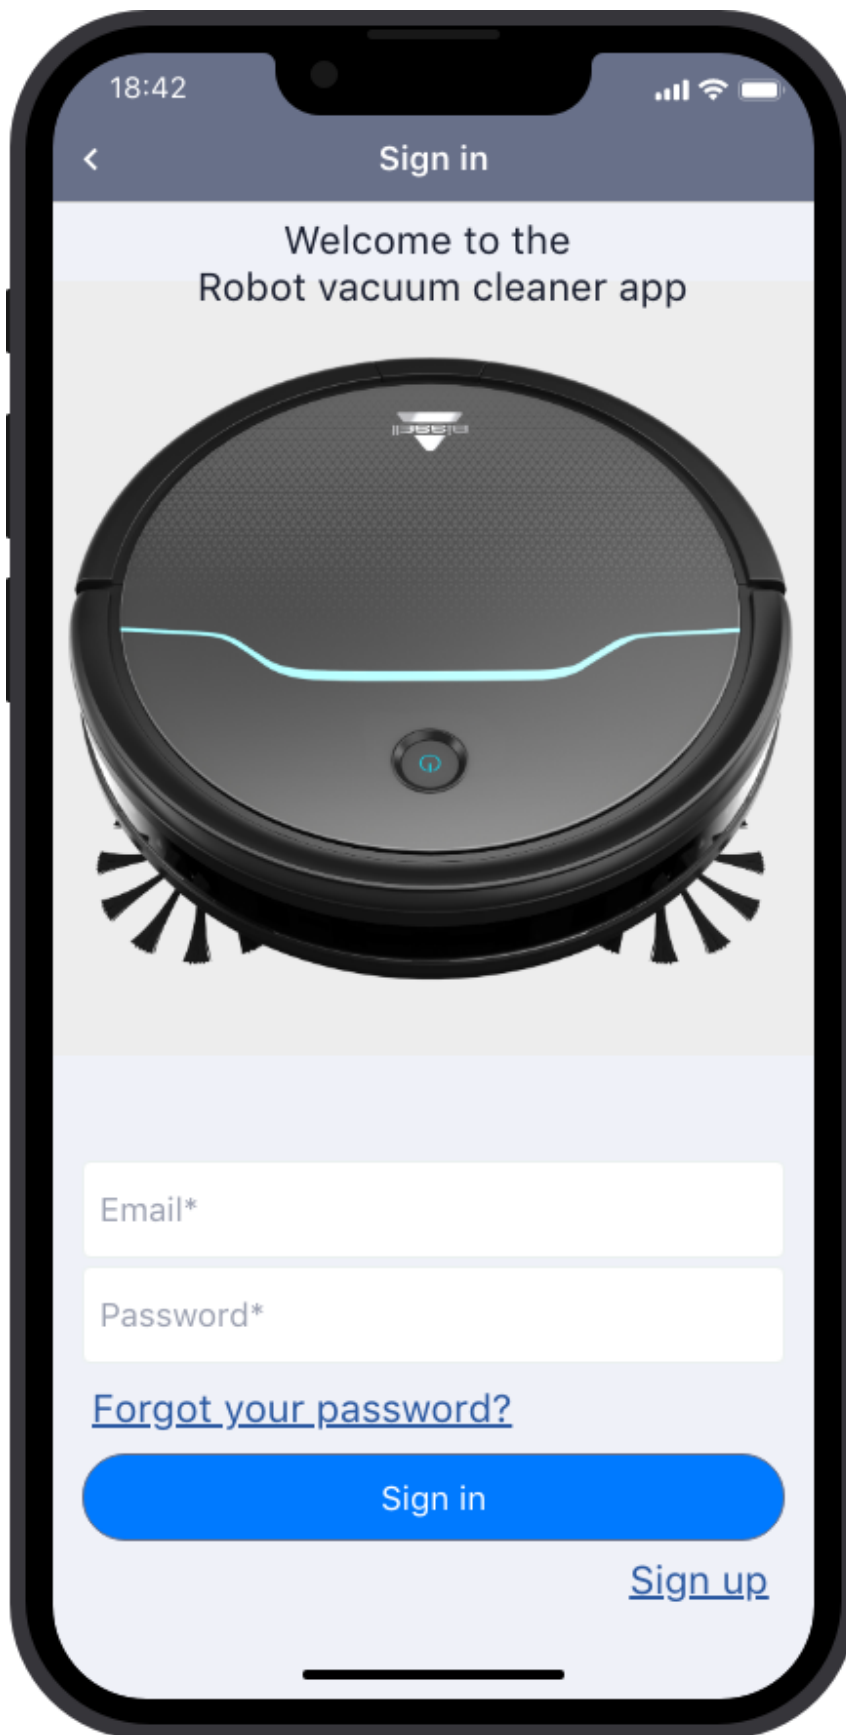 18:42
Sign in
Welcome to the
Robot vacuum cleaner app
Email*
Password*
Forgot your password?
Sign in
Sign up